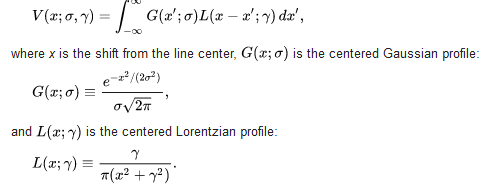 V(x; σ, γ) = ∫_{-∞}^{∞} G(x'; σ)L(x − x'; γ) dx',
where x is the shift from the line center, G(x; σ) is the centered Gaussian profile:
G(x; σ) ≡ e^{-x²/(2σ²)} / (σ√2π),
and L(x; γ) is the centered Lorentzian profile:
L(x; γ) ≡ γ / (π(x² + γ²)).